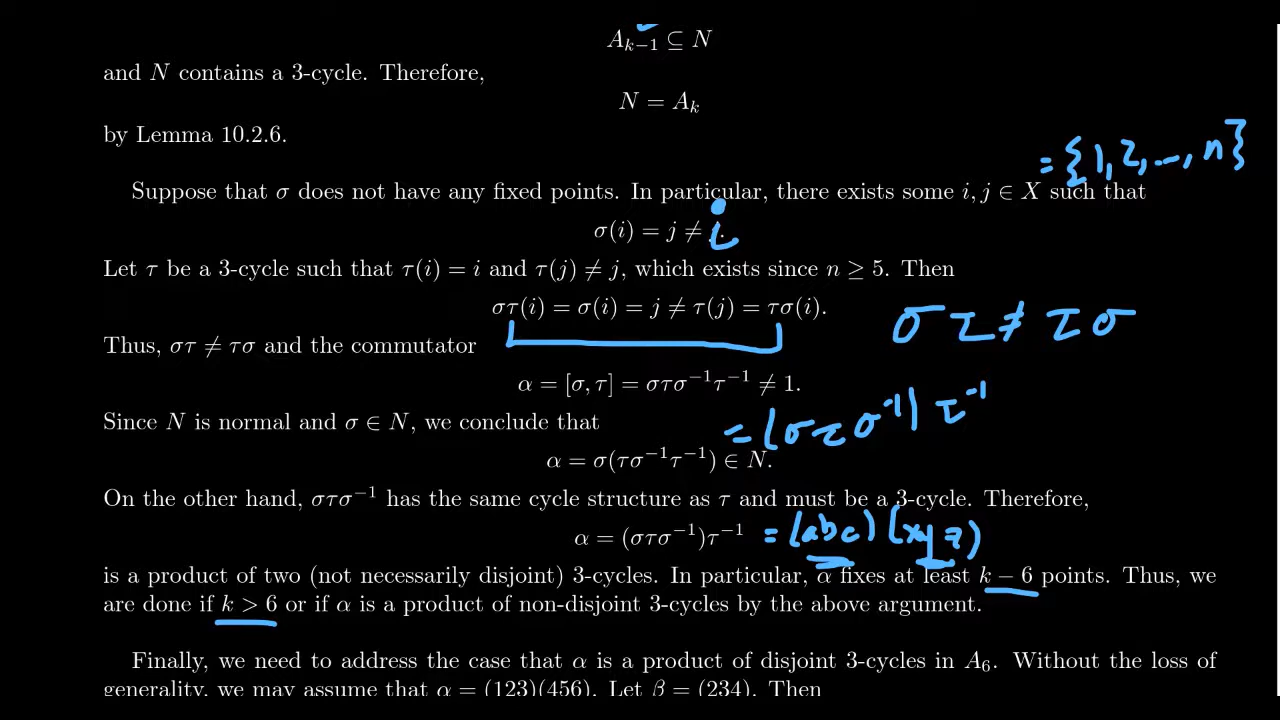 A_{k−1} ⊆ N
and N contains a 3-cycle. Therefore,
N = A_k
by Lemma 10.2.6.
= {1, 2, ..., n}
Suppose that σ does not have any fixed points. In particular, there exists some i, j ∈ X such that
σ(i) = j ≠ i
Let τ be a 3-cycle such that τ(i) = i and τ(j) ≠ j, which exists since n ≥ 5. Then
στ(i) = σ(i) = j ≠ τ(j) = τσ(i).
σ τ ≠ τ σ
Thus, στ ≠ τσ and the commutator
α = [σ, τ] = στσ⁻¹τ⁻¹ ≠ 1.
Since N is normal and σ ∈ N, we conclude that
= (σ τ σ⁻¹) τ⁻¹
α = σ(τσ⁻¹τ⁻¹) ∈ N.
On the other hand, στσ⁻¹ has the same cycle structure as τ and must be a 3-cycle. Therefore,
α = (στσ⁻¹)τ⁻¹ = (abc) (xyz)
is a product of two (not necessarily disjoint) 3-cycles. In particular, α fixes at least k − 6 points. Thus, we
are done if k > 6 or if α is a product of non-disjoint 3-cycles by the above argument.
Finally, we need to address the case that α is a product of disjoint 3-cycles in A₆. Without the loss of
generality, we may assume that α = (123)(456). Let β = (234). Then